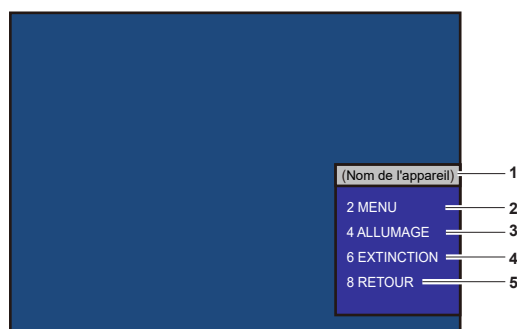 (Nom de l'appareil) 1
2 MENU 2
4 ALLUMAGE 3
6 EXTINCTION 4
8 RETOUR 5